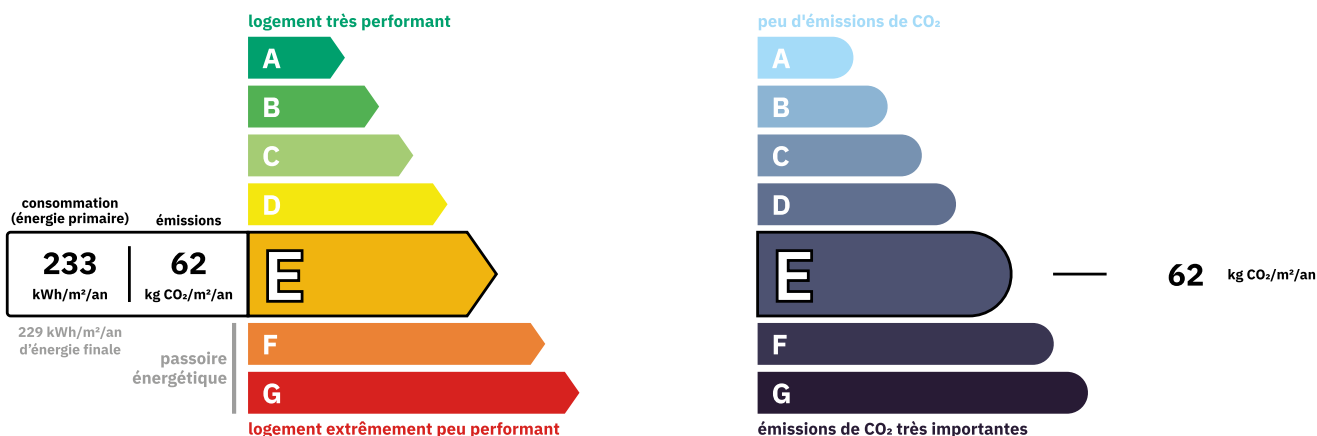 logement très performant
A
B
C
D
consommation
(énergie primaire)
émissions
233
kWh/m²/an
62
kg CO₂/m²/an
E
229 kWh/m²/an
d'énergie finale
passoire
énergétique
F
G
logement extrêmement peu performant
peu d'émissions de CO₂
A
B
C
D
E
62
kg CO₂/m²/an
F
G
émissions de CO₂ très importantes